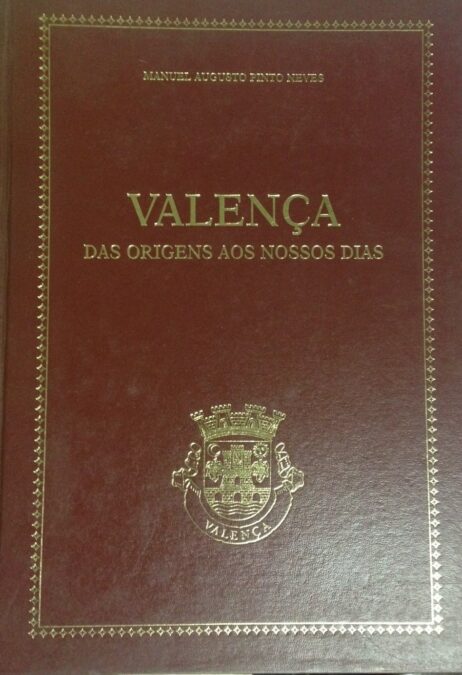 MANUEL AUGUSTO PINTO NEVES
VALENÇA
DAS ORIGENS AOS NOSSOS DIAS
VALENÇA